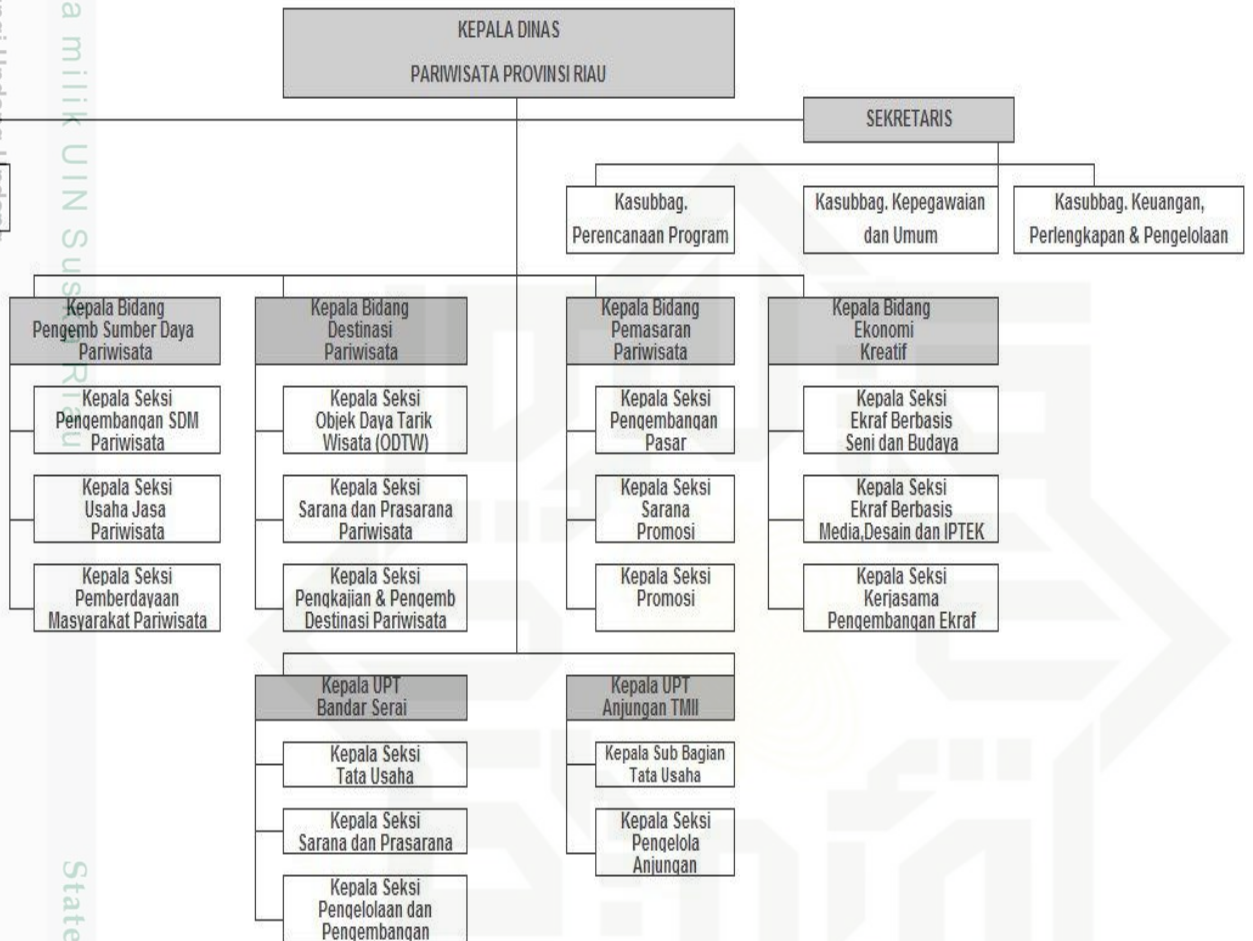 KEPALA DINAS
PARIWISATA PROVINSI RIAU
SEKRETARIS
Kasubbag.
Perencanaan Program
Kasubbag. Kepegawaian
dan Umum
Kasubbag. Keuangan,
Perlengkapan & Pengelolaan
Kepala Bidang
Pengemb Sumber Daya
Pariwisata
Kepala Seksi
Pengembangan SDM
Pariwisata
Kepala Seksi
Usaha Jasa
Pariwisata
Kepala Seksi
Pemberdayaan
Masyarakat Pariwisata
Kepala Bidang
Destinasi
Pariwisata
Kepala Seksi
Objek Daya Tarik
Wisata (ODTW)
Kepala Seksi
Sarana dan Prasarana
Pariwisata
Kepala Seksi
Pengkajian & Pengemb
Destinasi Pariwisata
Kepala Bidang
Pemasaran
Pariwisata
Kepala Seksi
Pengembangan
Pasar
Kepala Seksi
Sarana
Promosi
Kepala Seksi
Promosi
Kepala Bidang
Ekonomi
Kreatif
Kepala Seksi
Ekraf Berbasis
Seni dan Budaya
Kepala Seksi
Ekraf Berbasis
Media,Desain dan IPTEK
Kepala Seksi
Kerjasama
Pengembangan Ekraf
Kepala UPT
Bandar Serai
Kepala Seksi
Tata Usaha
Kepala Seksi
Sarana dan Prasarana
Kepala Seksi
Pengelolaan dan
Pengembangan
Kepala UPT
Anjungan TMII
Kepala Sub Bagian
Tata Usaha
Kepala Seksi
Pengelola
Anjungan
a milik UIN Suska Riau
State